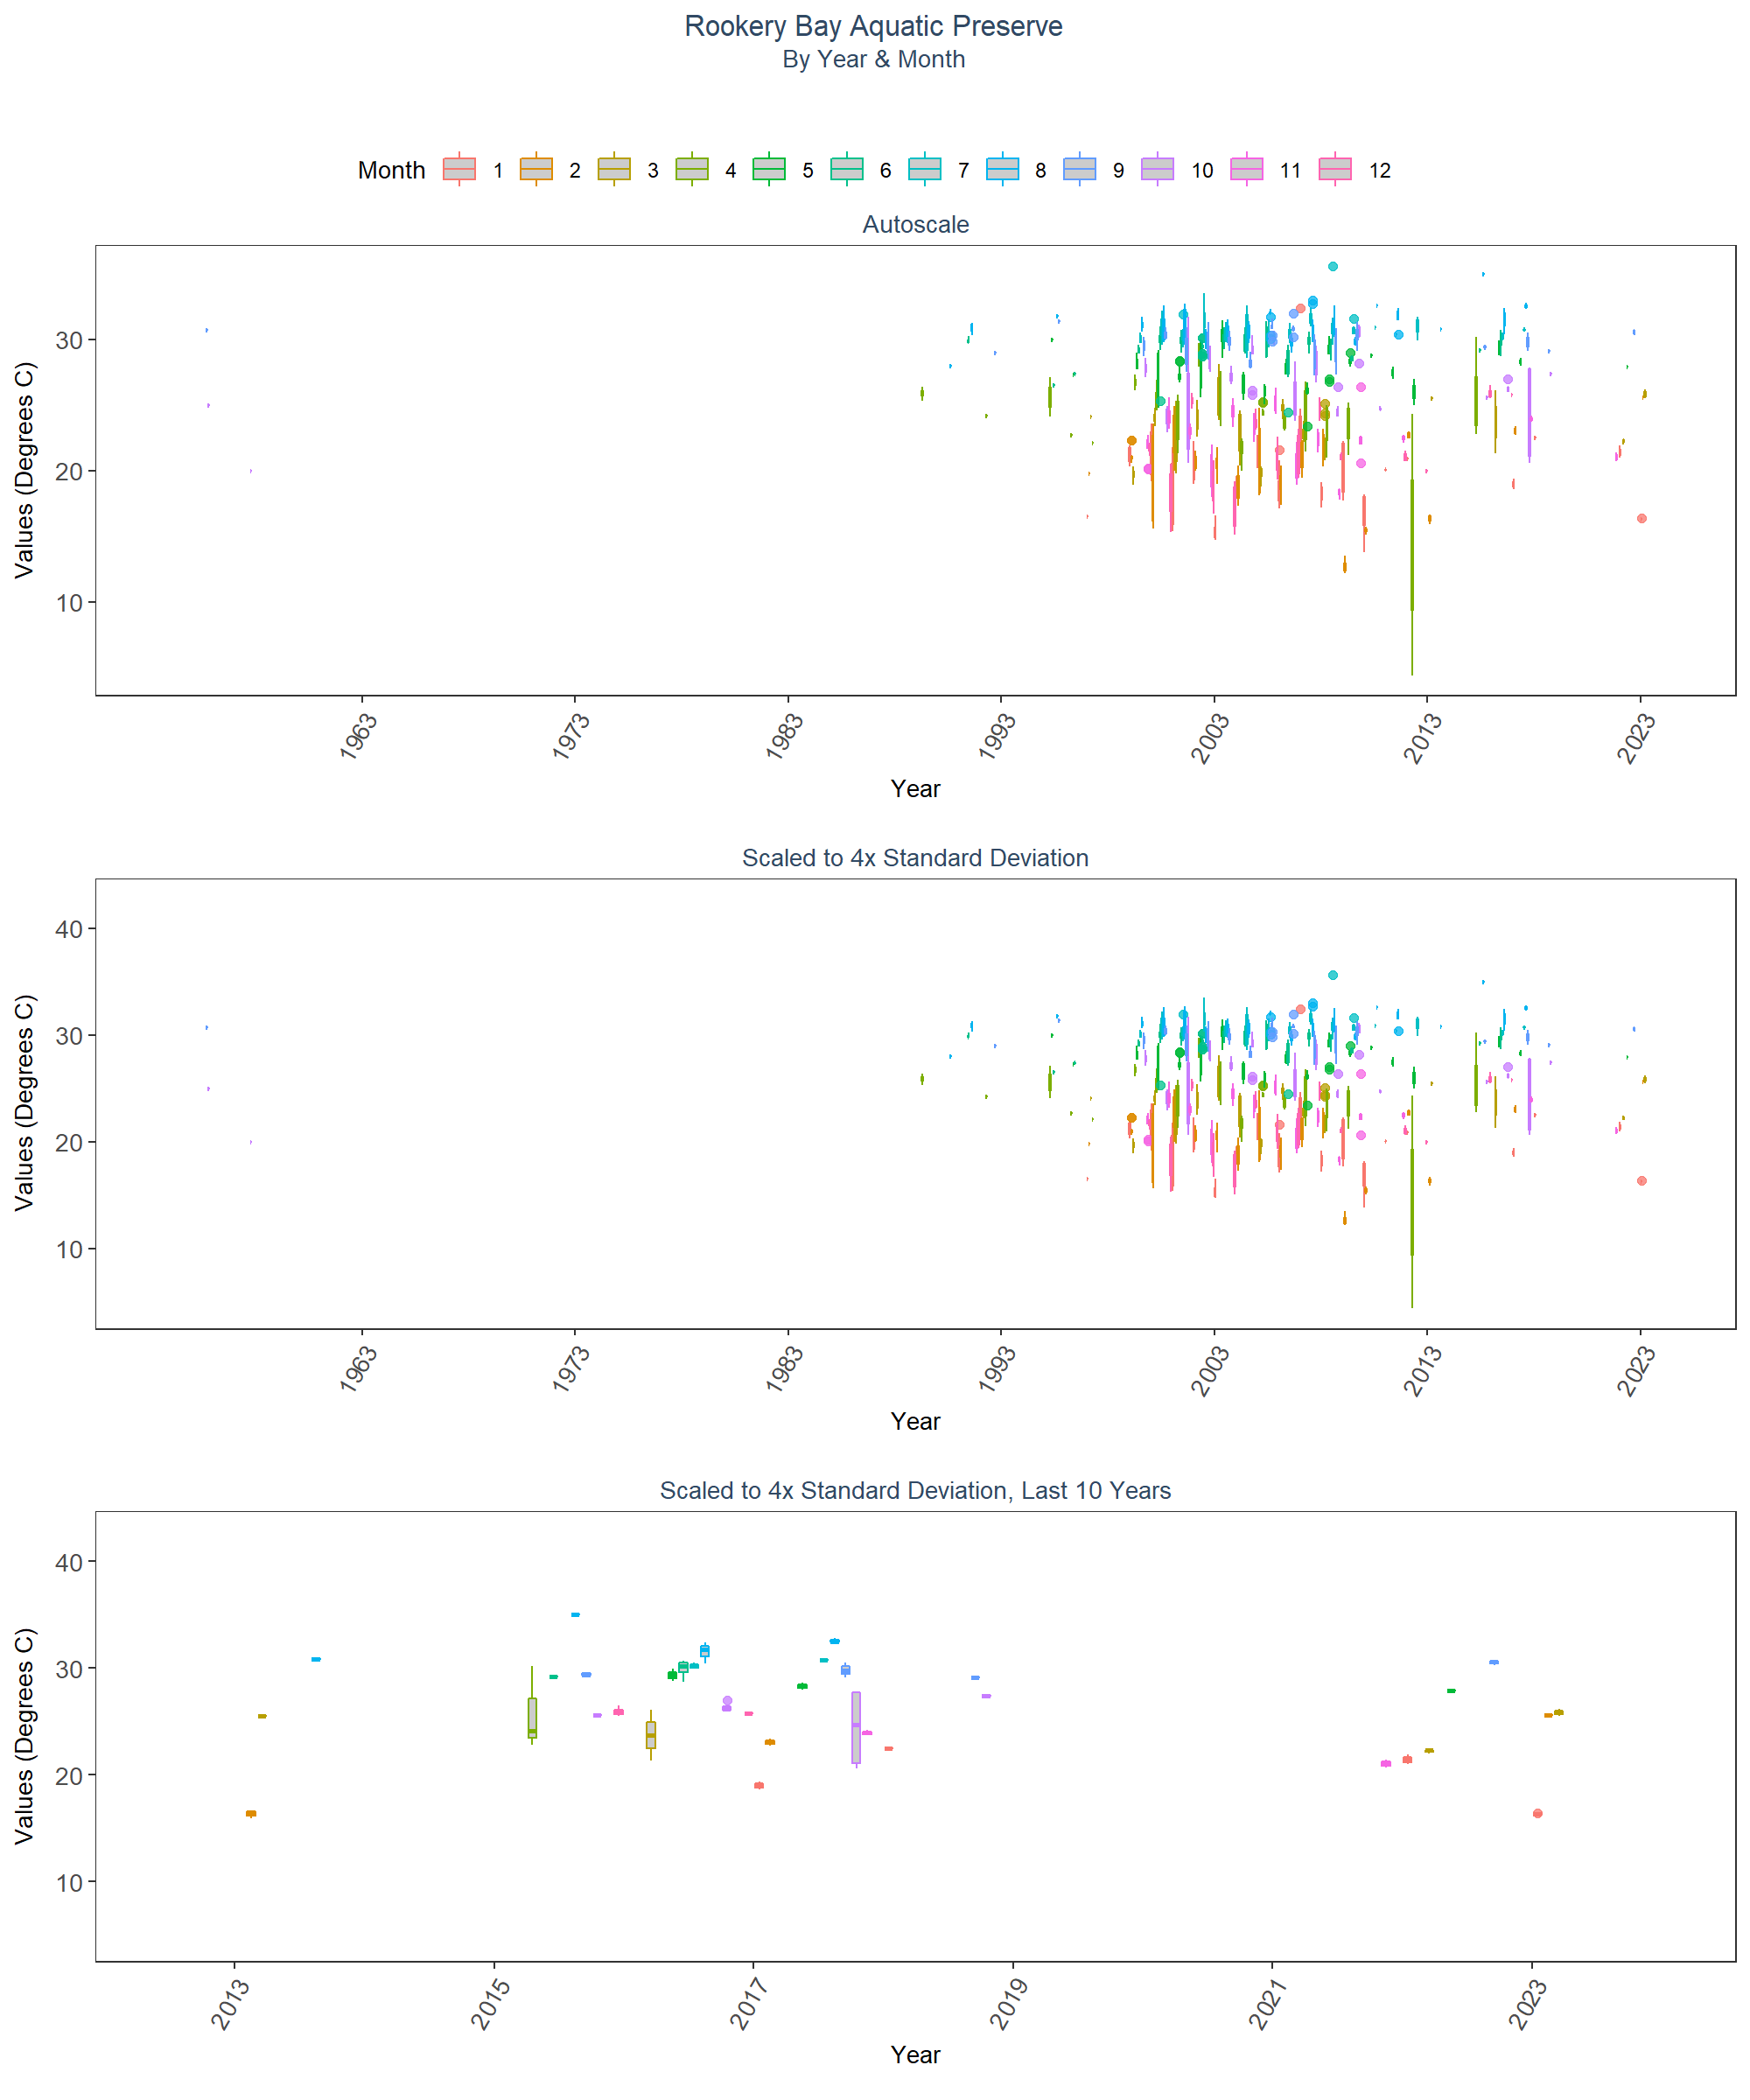 Rookery Bay Aquatic Preserve
By Year & Month
Month 1 2 3 4 5 6 7 8 9 10 11 12
Autoscale
Values (Degrees C)
30
20
10
1963 1973 1983 1993 2003 2013 2023
Year
Scaled to 4x Standard Deviation
Values (Degrees C)
40
30
20
10
1963 1973 1983 1993 2003 2013 2023
Year
Scaled to 4x Standard Deviation, Last 10 Years
Values (Degrees C)
40
30
20
10
2013 2015 2017 2019 2021 2023
Year